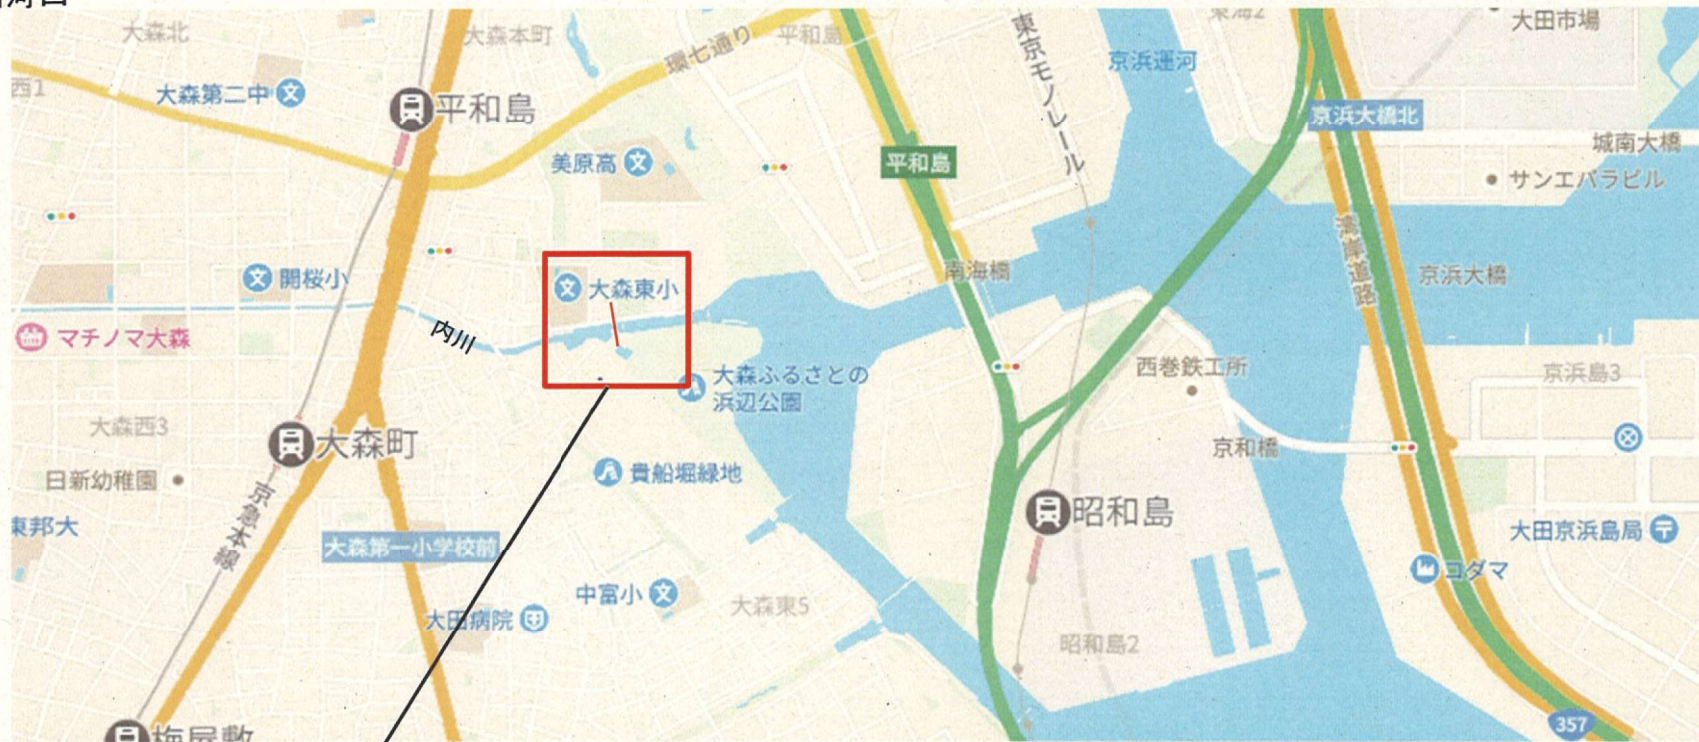 大森北
大森本町
環七通り
平和島
東京モノレール
京浜運河
東海2
大田市場
西1
大森第二中
平和島
美原高
平和島
京浜大橋北
城南大橋
サンエバラビル
湾岸道路
開桜小
大森東小
南海橋
京浜大橋
マチノマ大森
内川
大森ふるさとの
浜辺公園
西巻鉄工所
京浜島3
大森西3
大森町
京和橋
日新幼稚園
貴船堀緑地
京急本線
昭和島
東邦大
大森第一小学校前
大田京浜島局
コダマ
中富小
大森東5
大田病院
昭和島2
357
梅屋敷